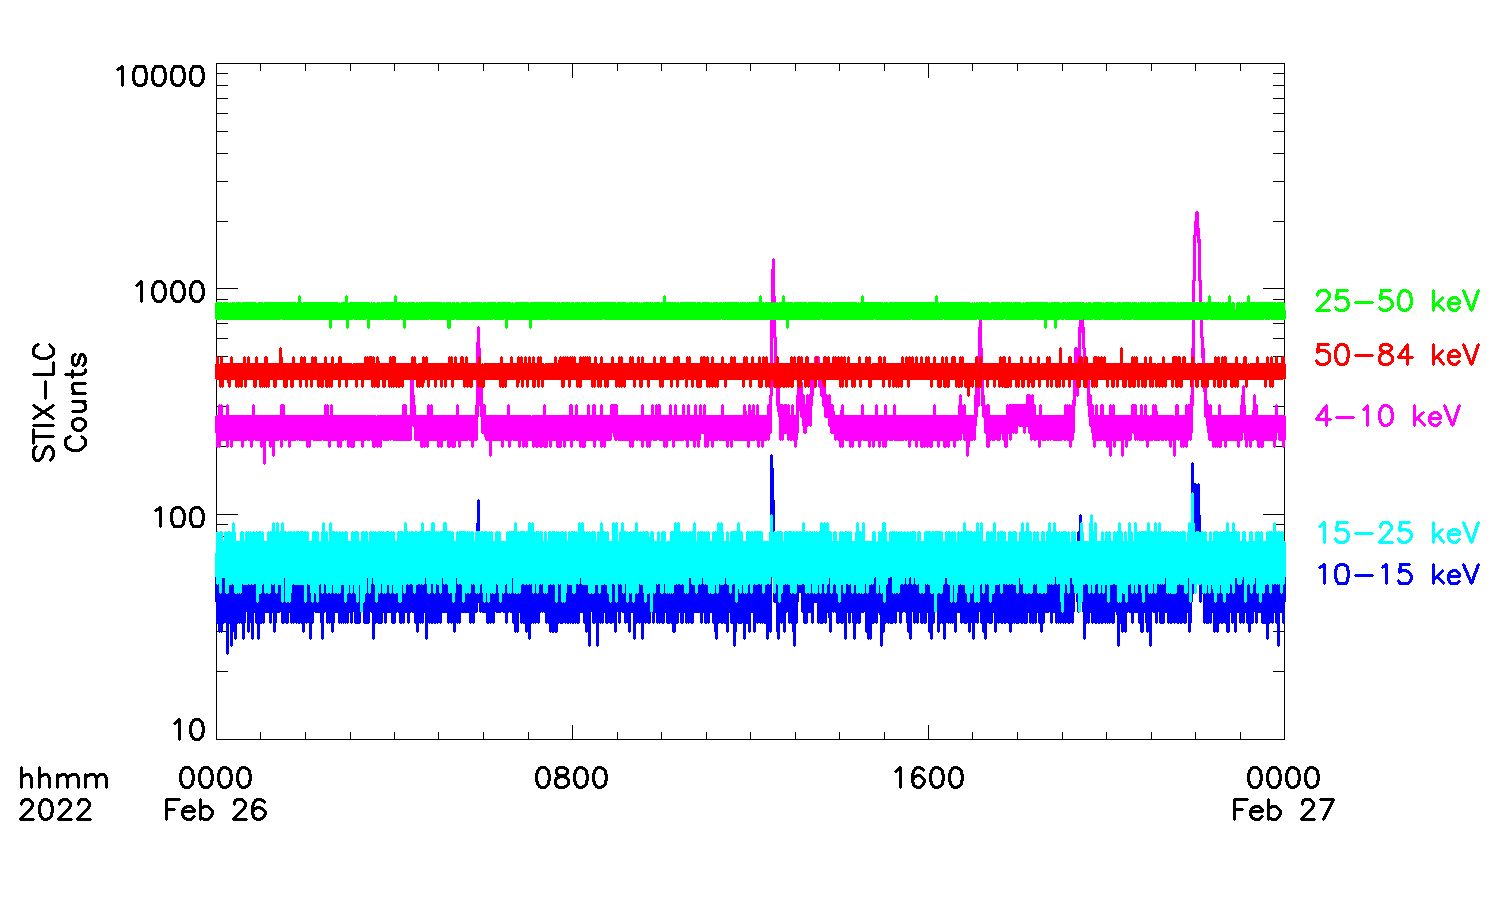 10000
1000
100
10
STIX-LC
Counts
25-50 keV
50-84 keV
4-10 keV
15-25 keV
10-15 keV
hhmm 0000 0800 1600 0000
2022 Feb 26 Feb 27